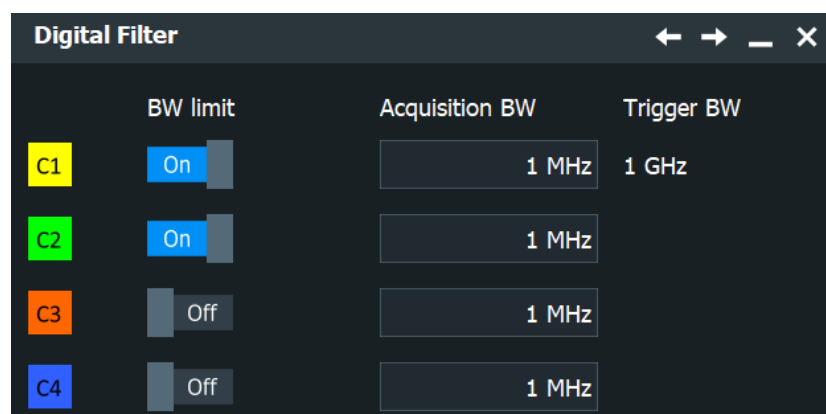 Digital Filter
BW limit Acquisition BW Trigger BW
C1 On 1 MHz 1 GHz
C2 On 1 MHz
C3 Off 1 MHz
C4 Off 1 MHz